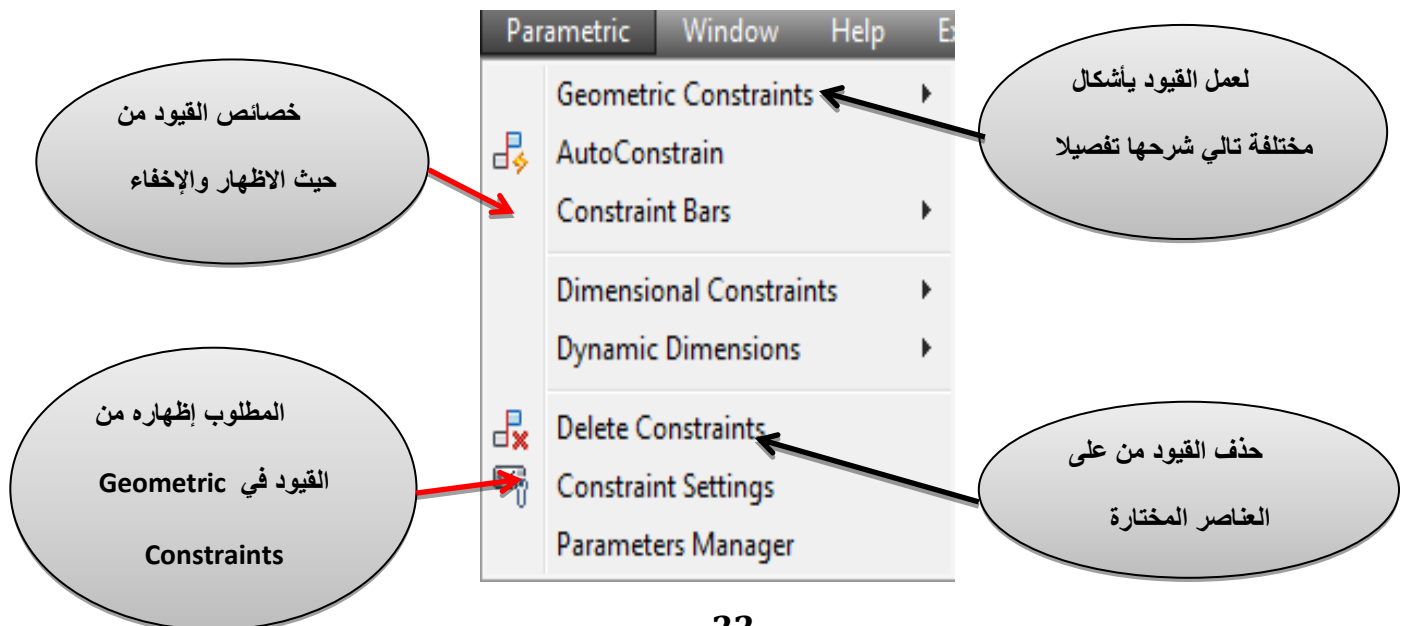 Parametric Window Help
Geometric Constraints
AutoConstrain
Constraint Bars
Dimensional Constraints
Dynamic Dimensions
Delete Constraints
Constraint Settings
Parameters Manager
لعمل القيود يأشكال
مختلفة تالي شرحها تفصيلا
خصائص القيود من
حيث الاظهار والإخفاء
حذف القيود من على
العناصر المختارة
المطلوب إظهاره من
القيود في Geometric
Constraints